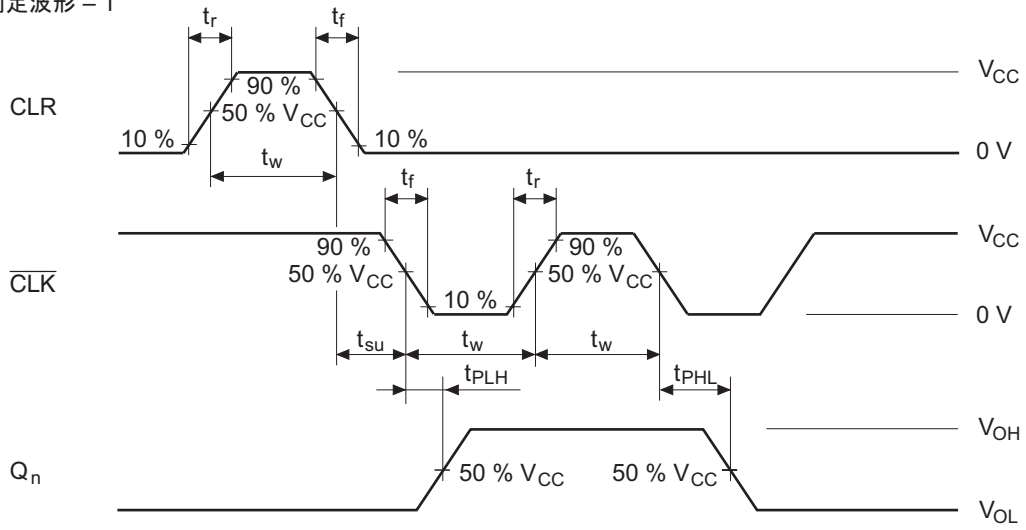 定波形 = 1
tr
tf
VCC
90 %
CLR
50 % VCC
10 %
10 %
0 V
tw
tf
tr
VCC
90 %
90 %
CLK
50 % VCC
50 % VCC
10 %
0 V
tsu
tw
tw
tPLH
tPHL
VOH
Qn
50 % VCC
50 % VCC
VOL